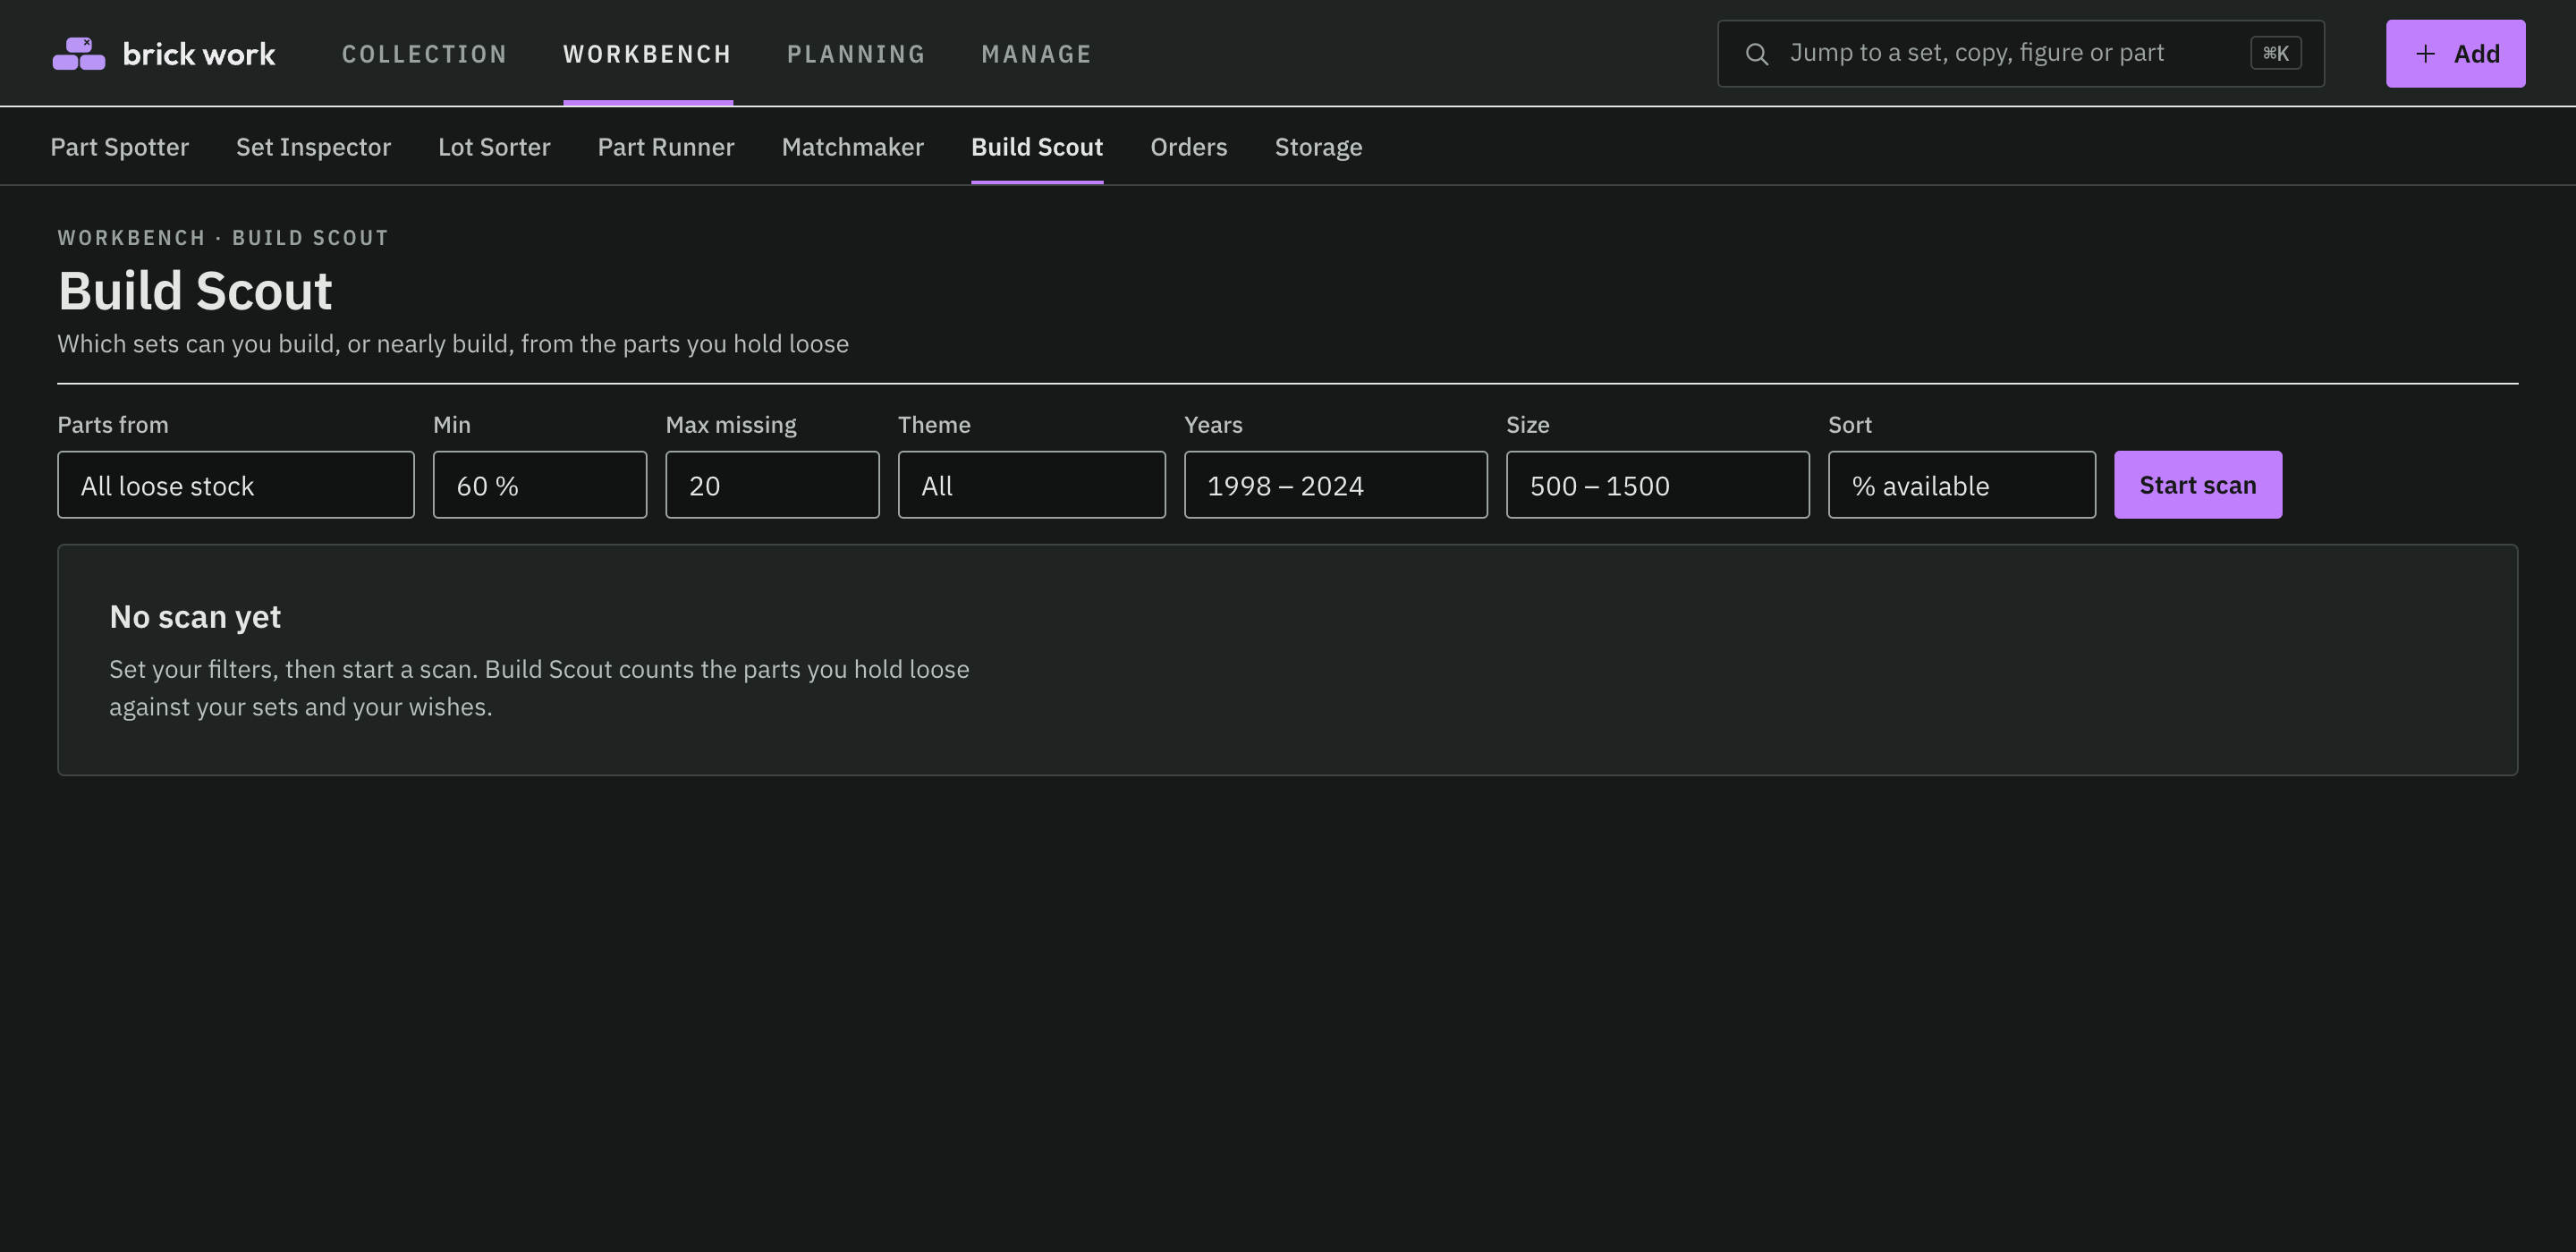 brick work
COLLECTION
WORKBENCH
PLANNING
MANAGE
Jump to a set, copy, figure or part
⌘K
+ Add
Part Spotter
Set Inspector
Lot Sorter
Part Runner
Matchmaker
Build Scout
Orders
Storage
WORKBENCH · BUILD SCOUT
Build Scout
Which sets can you build, or nearly build, from the parts you hold loose
Parts from
All loose stock
Min
60 %
Max missing
20
Theme
All
Years
1998 – 2024
Size
500 – 1500
Sort
% available
Start scan
No scan yet
Set your filters, then start a scan. Build Scout counts the parts you hold loose
against your sets and your wishes.